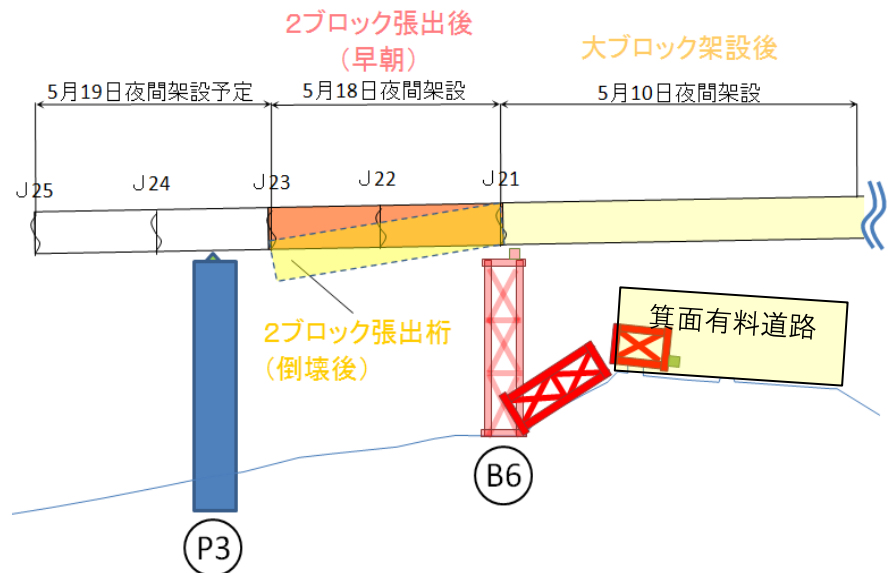 2ブロック張出後
(早朝)
大ブロック架設後
5月19日夜間架設予定
5月18日夜間架設
5月10日夜間架設
J25
J24
J23
J22
J21
2ブロック張出桁
(倒壊後)
箕面有料道路
B6
P3